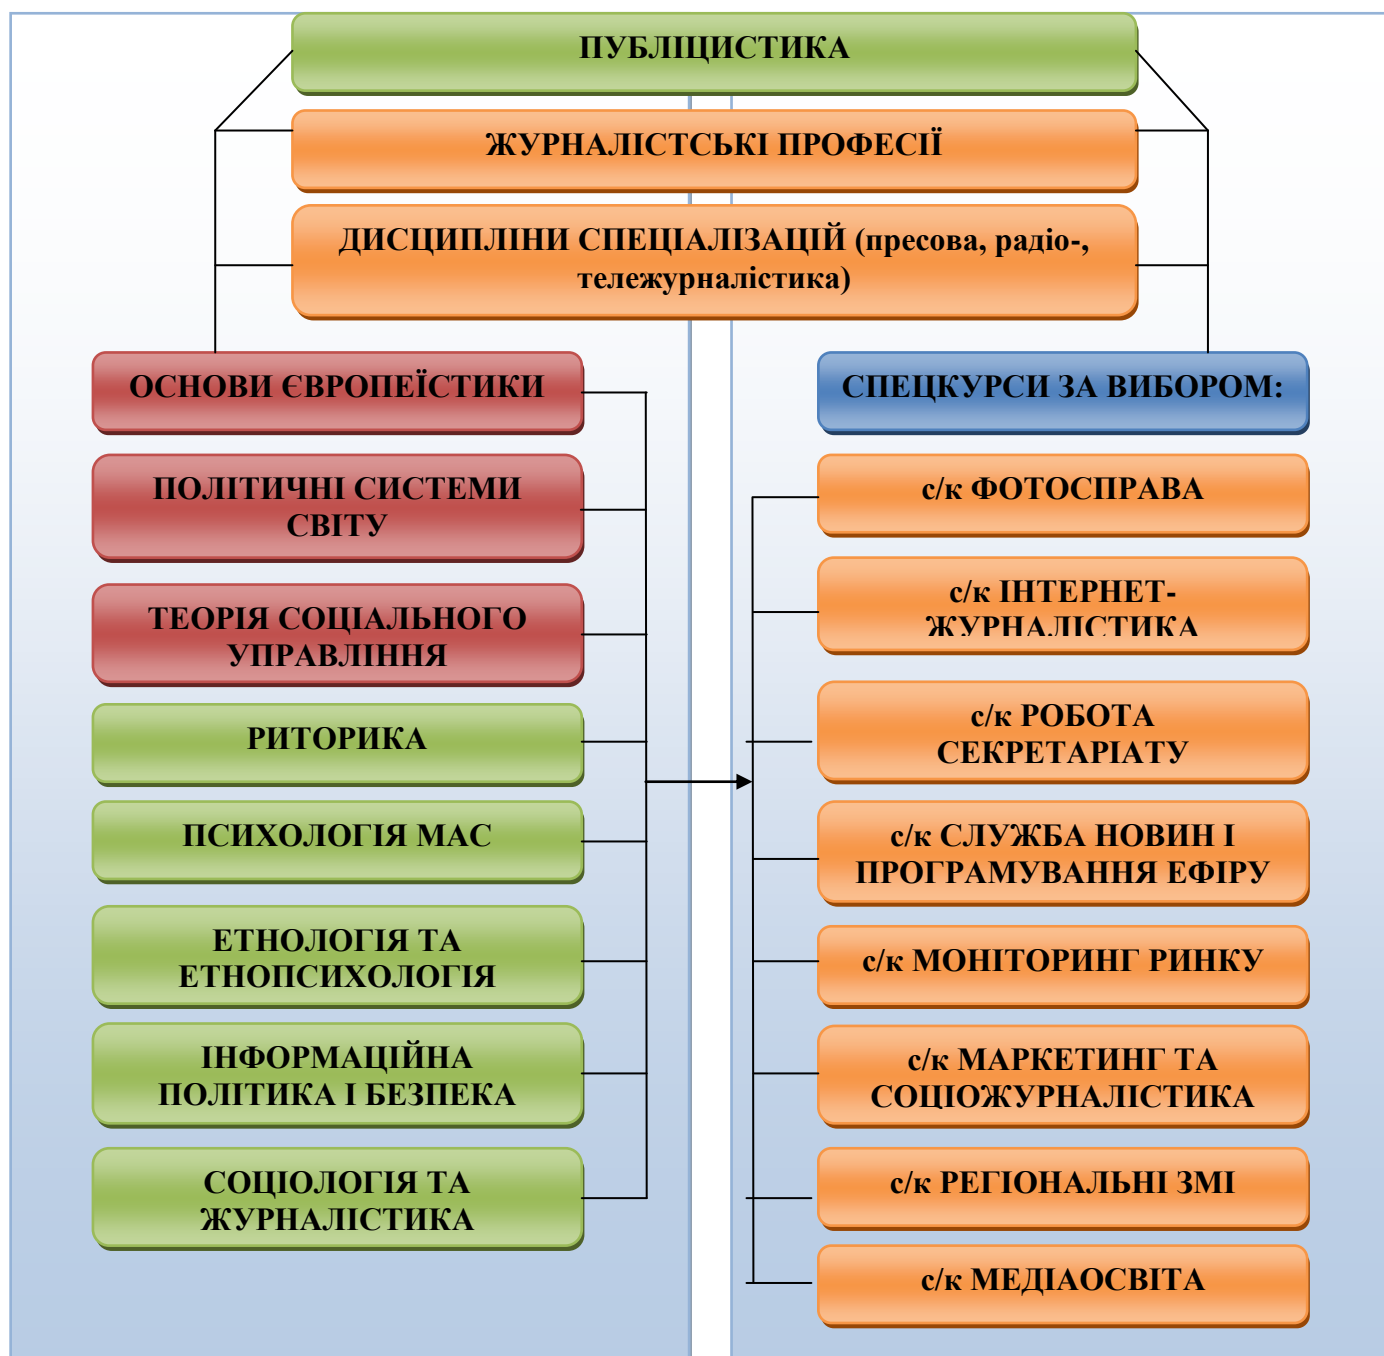 ПУБЛІЦИСТИКА
ЖУРНАЛІСТСЬКІ ПРОФЕСІЇ
ДИСЦИПЛІНИ СПЕЦІАЛІЗАЦІЙ (пресова, радіо-,
тележурналістика)
ОСНОВИ ЄВРОПЕЇСТИКИ
ПОЛІТИЧНІ СИСТЕМИ
СВІТУ
ТЕОРІЯ СОЦІАЛЬНОГО
УПРАВЛІННЯ
РИТОРИКА
ПСИХОЛОГІЯ МАС
ЕТНОЛОГІЯ ТА
ЕТНОПСИХОЛОГІЯ
ІНФОРМАЦІЙНА
ПОЛІТИКА І БЕЗПЕКА
СОЦІОЛОГІЯ ТА
ЖУРНАЛІСТИКА
СПЕЦКУРСИ ЗА ВИБОРОМ:
с/к ФОТОСПРАВА
с/к ІНТЕРНЕТ-
ЖУРНАЛІСТИКА
с/к РОБОТА
СЕКРЕТАРІАТУ
с/к СЛУЖБА НОВИН І
ПРОГРАМУВАННЯ ЕФІРУ
с/к МОНІТОРИНГ РИНКУ
с/к МАРКЕТИНГ ТА
СОЦІОЖУРНАЛІСТИКА
с/к РЕГІОНАЛЬНІ ЗМІ
с/к МЕДІАОСВІТА